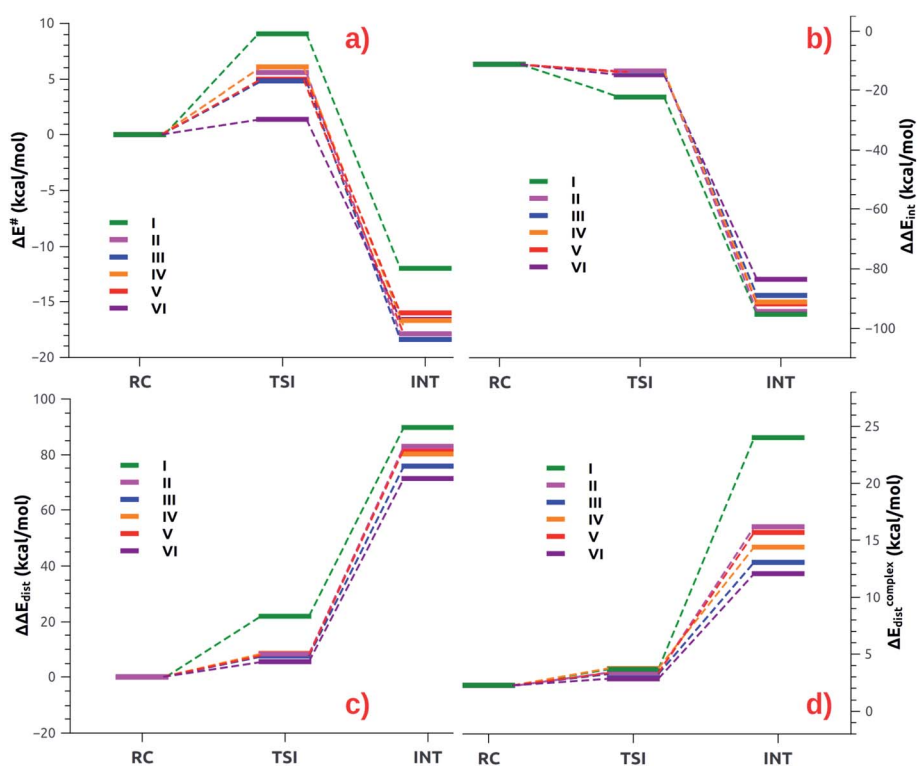 a)
10
5
0
−5
−10
−15
−20
ΔE# (kcal/mol)
I
II
III
IV
V
VI
RC TSI INT
b)
0
−20
−40
−60
−80
−100
ΔΔEint (kcal/mol)
I
II
III
IV
V
VI
RC TSI INT
100
80
60
40
20
0
−20
ΔΔEdist (kcal/mol)
I
II
III
IV
V
VI
c)
RC TSI INT
25
20
15
10
5
0
ΔEdist complex (kcal/mol)
I
II
III
IV
V
VI
d)
RC TSI INT